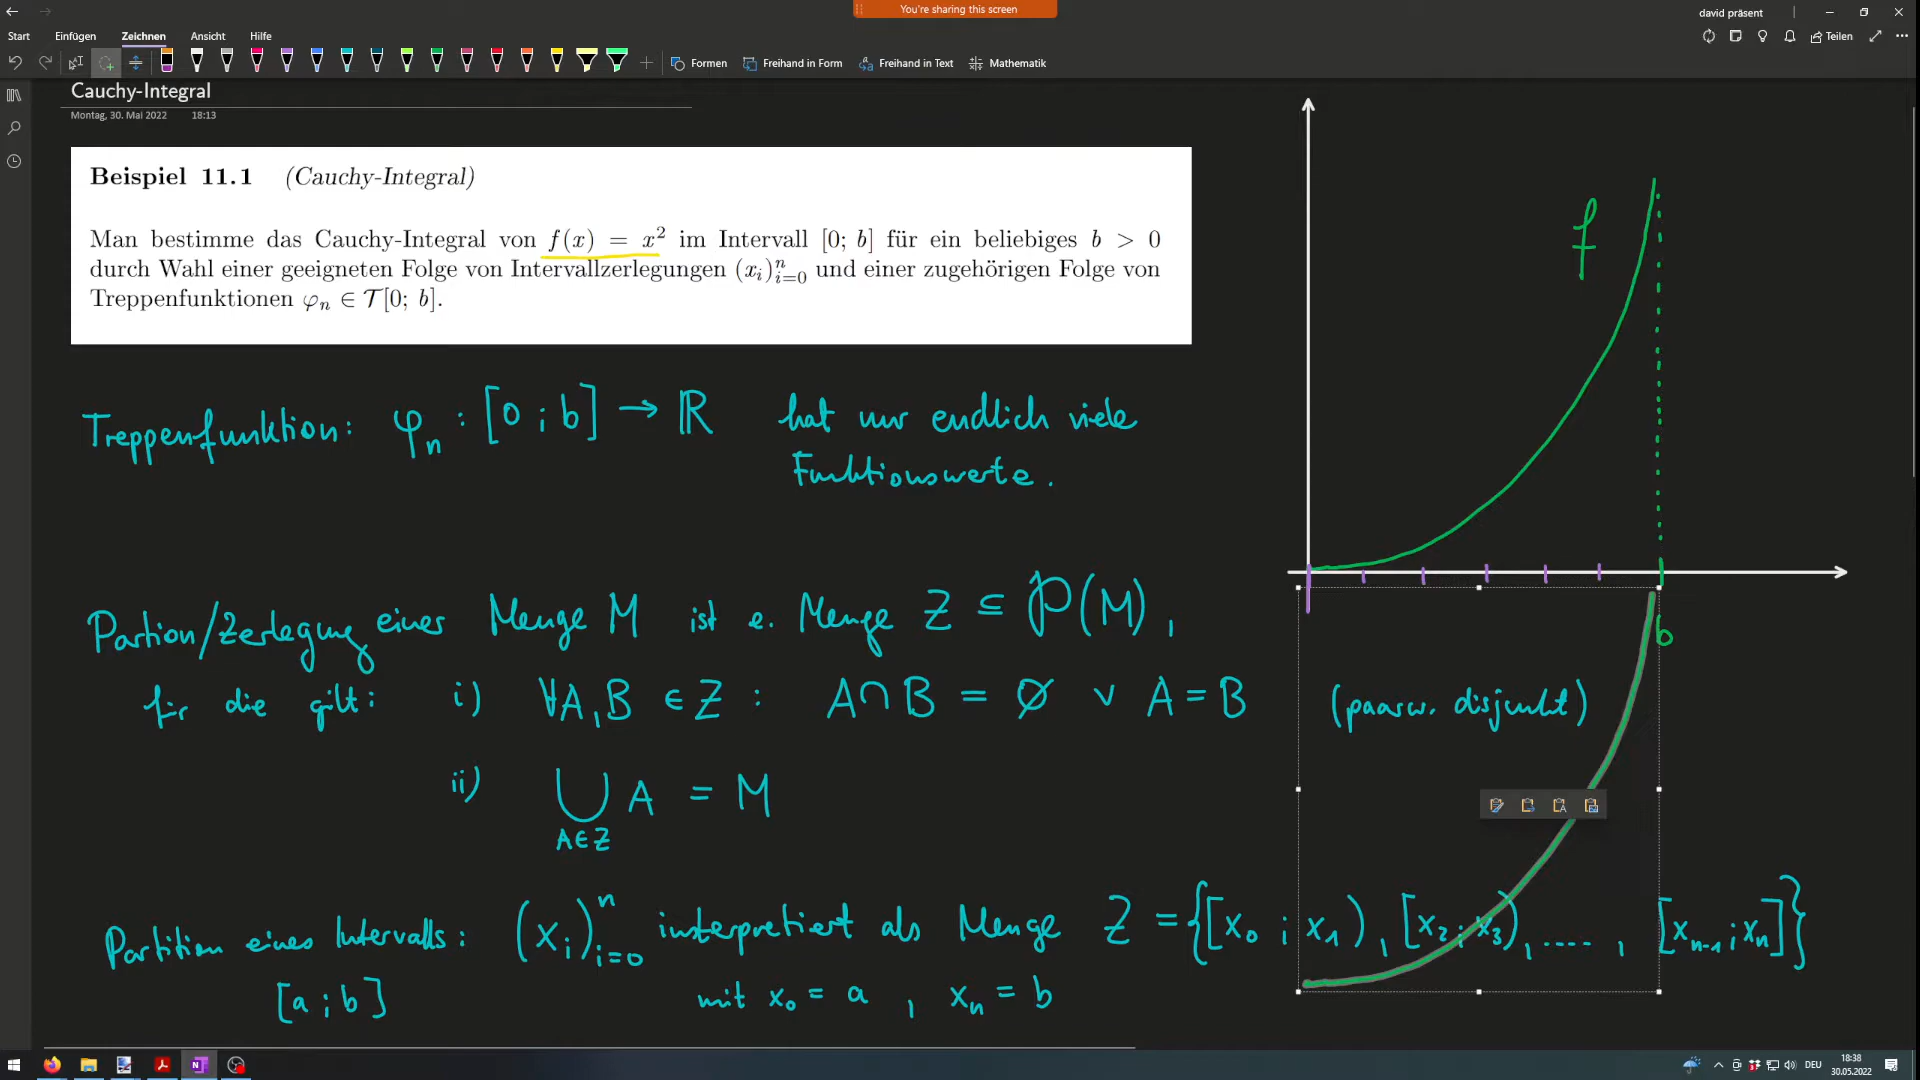 You're sharing this screen
david präsent
Start Einfügen Zeichnen Ansicht Hilfe
Teilen
Formen Freihand in Form Freihand in Text Mathematik
Cauchy-Integral
Montag, 30. Mai 2022 18:13
Beispiel 11.1 (Cauchy-Integral)
Man bestimme das Cauchy-Integral von f(x) = x² im Intervall [0; b] für ein beliebiges b > 0
durch Wahl einer geeigneten Folge von Intervallzerlegungen (xᵢ)ⁿᵢ₌₀ und einer zugehörigen Folge von
Treppenfunktionen φₙ ∈ 𝒯[0; b].
f
Treppenfunktion: φₙ : [0 ; b] → ℝ hat nur endlich viele
Funktionswerte.
b
Partion/Zerlegung einer Menge M ist e. Menge Z ⊆ 𝒫(M),
für die gilt: i) ∀A, B ∈ Z : A ∩ B = ∅ ∨ A = B (paarw. disjunkt)
ii) ⋃ A = M
A∈Z
Partition eines Intervalls: (xᵢ)ⁿᵢ₌₀ interpretiert als Menge Z = {[x₀ ; x₁), [x₂ ; x₃), ...., [xₙ₋₁ ; xₙ]}
[a ; b] mit x₀ = a , xₙ = b
DEU
18:38
30.05.2022